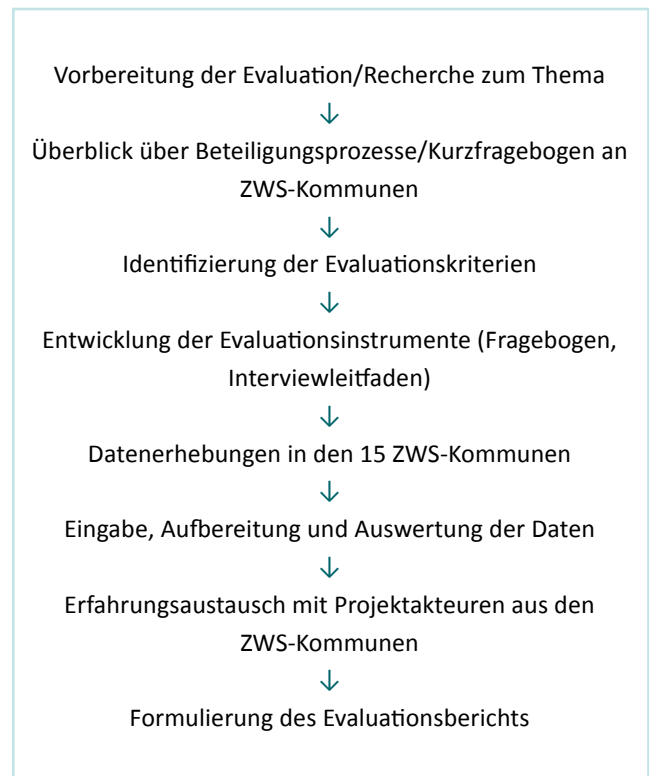 Vorbereitung der Evaluation/Recherche zum Thema
↓
Überblick über Beteiligungsprozesse/Kurzfragebogen an
ZWS-Kommunen
↓
Identifizierung der Evaluationskriterien
↓
Entwicklung der Evaluationsinstrumente (Fragebogen,
Interviewleitfaden)
↓
Datenerhebungen in den 15 ZWS-Kommunen
↓
Eingabe, Aufbereitung und Auswertung der Daten
↓
Erfahrungsaustausch mit Projektakteuren aus den
ZWS-Kommunen
↓
Formulierung des Evaluationsberichts